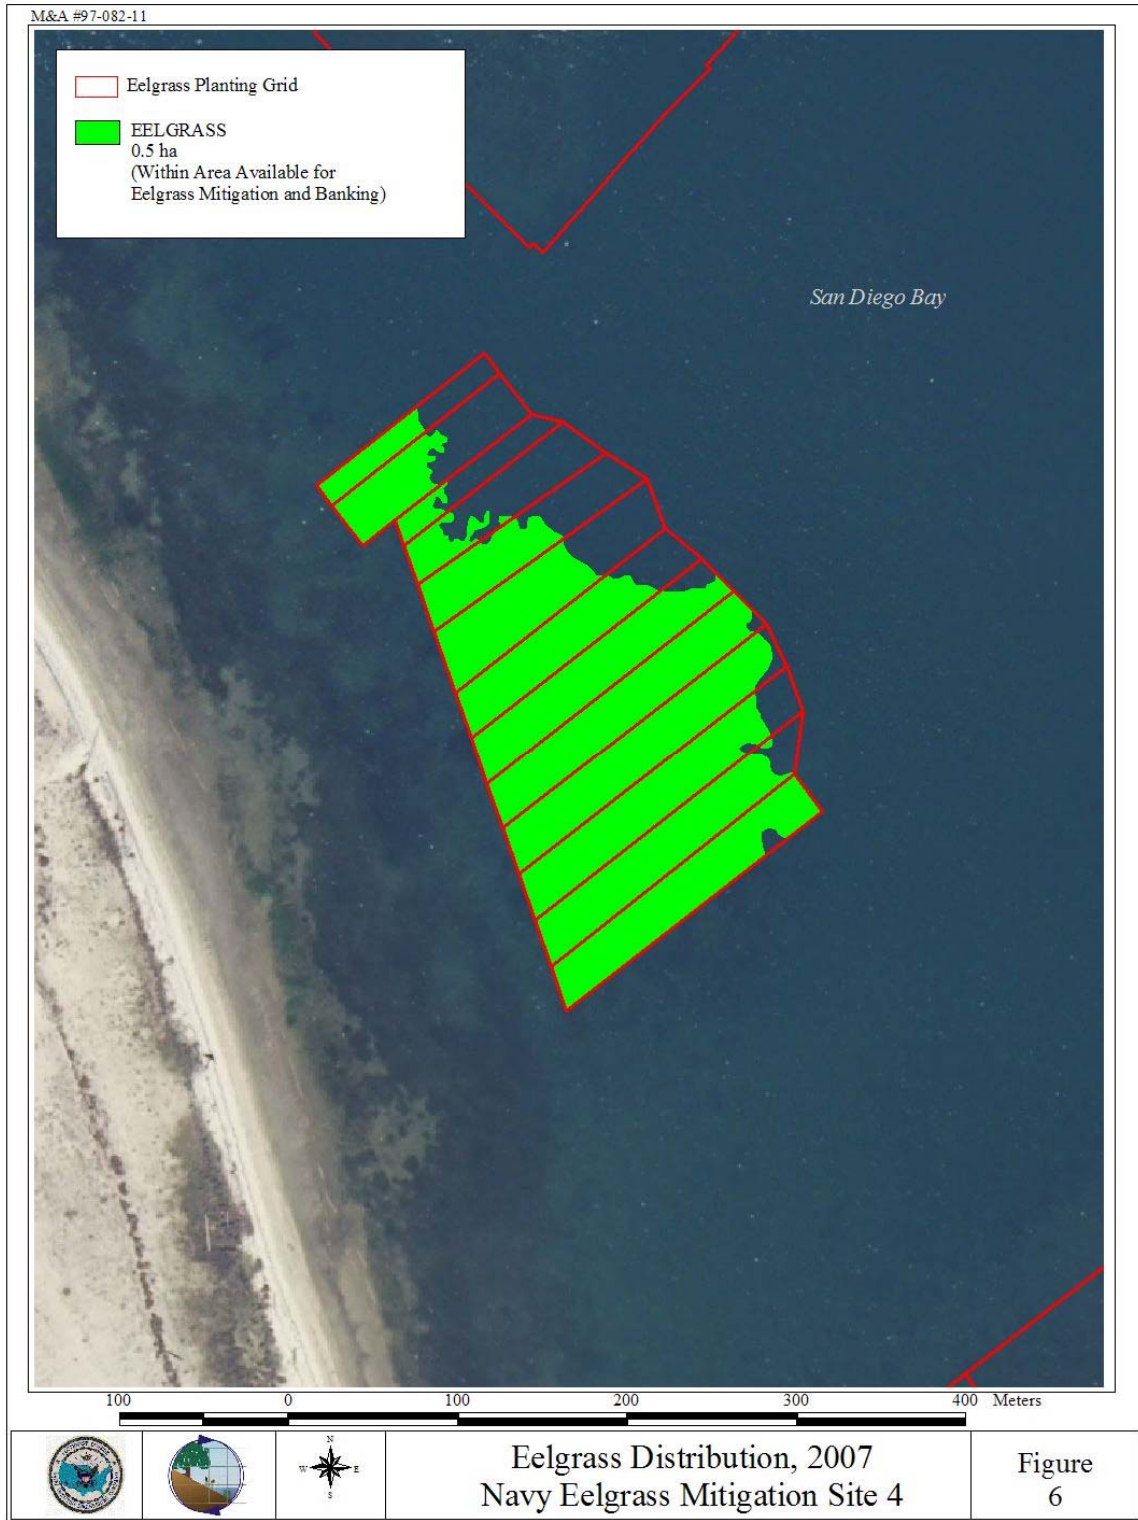 M&A #97-082-11
Eelgrass Planting Grid
EELGRASS
0.5 ha
(Within Area Available for
Eelgrass Mitigation and Banking)
San Diego Bay
100 0 100 200 300 400 Meters
N
W E
S
Eelgrass Distribution, 2007
Navy Eelgrass Mitigation Site 4
Figure
6